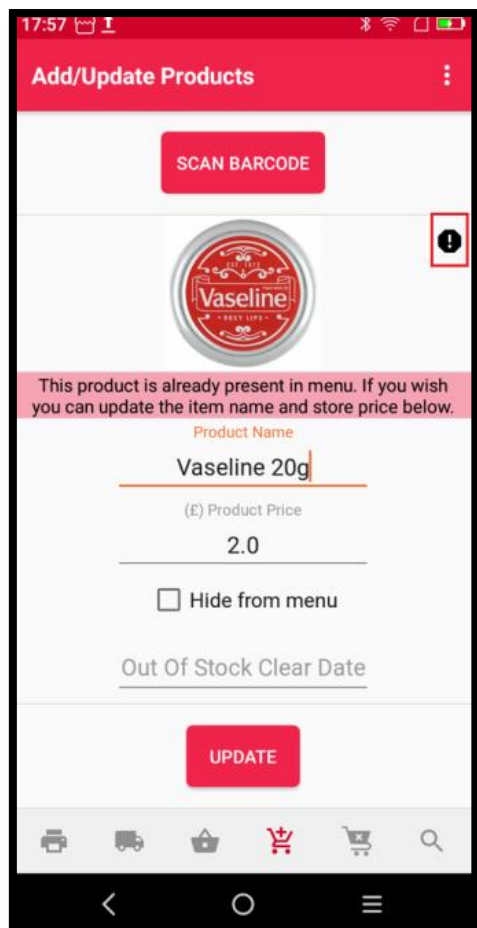 17:57
Add/Update Products
SCAN BARCODE
Vaseline
ROSY LIPS
This product is already present in menu. If you wish
you can update the item name and store price below.
Product Name
Vaseline 20g
(£) Product Price
2.0
Hide from menu
Out Of Stock Clear Date
UPDATE